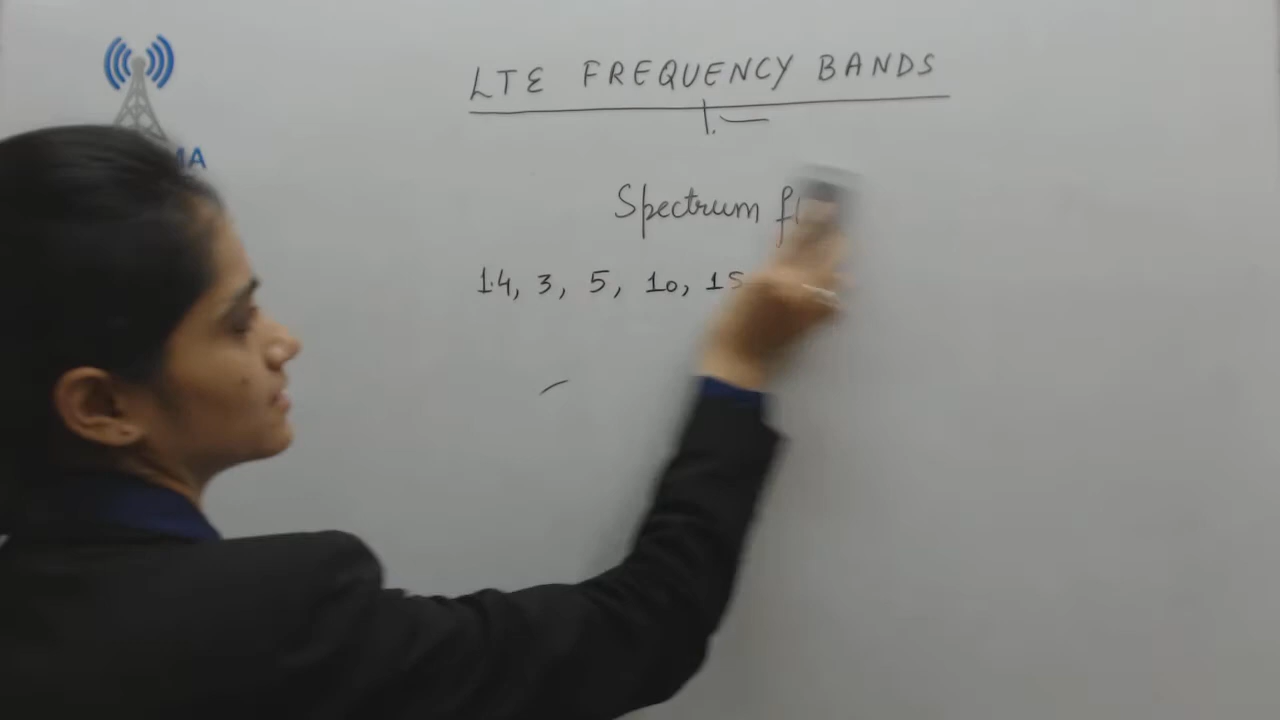 LTE FREQUENCY BANDS
Spectrum
1.4, 3, 5, 10, 15